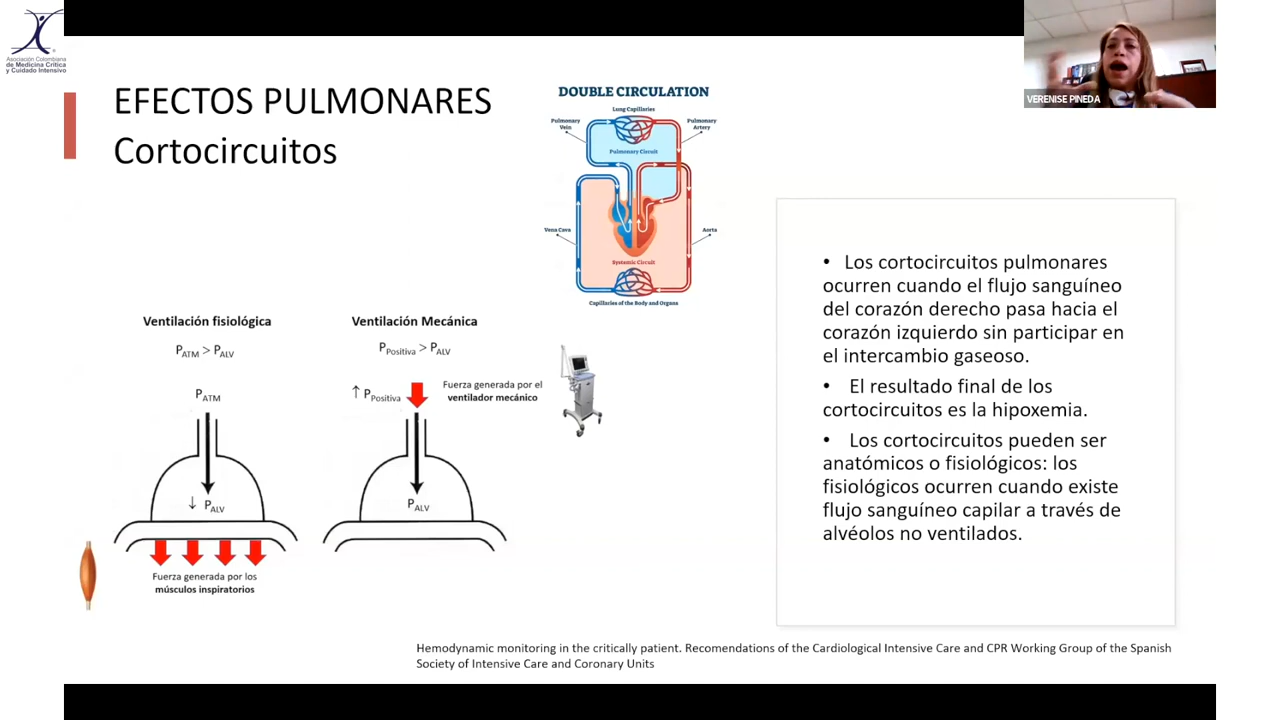 Asociación Colombiana
de Medicina Crítica
y Cuidado Intensivo
VERENISE PINEDA
EFECTOS PULMONARES
Cortocircuitos
DOUBLE CIRCULATION
Lung Capillaries
Pulmonary
Vein
Pulmonary
Artery
Pulmonary Circuit
Vena Cava
Aorta
Systemic Circuit
Capillaries of the Body and Organs
Ventilación fisiológica
P_ATM > P_ALV
P_ATM
↓ P_ALV
Fuerza generada por los
músculos inspiratorios
Ventilación Mecánica
P_Positiva > P_ALV
↑ P_Positiva
Fuerza generada por el
ventilador mecánico
P_ALV
• Los cortocircuitos pulmonares
ocurren cuando el flujo sanguíneo
del corazón derecho pasa hacia el
corazón izquierdo sin participar en
el intercambio gaseoso.
• El resultado final de los
cortocircuitos es la hipoxemia.
• Los cortocircuitos pueden ser
anatómicos o fisiológicos: los
fisiológicos ocurren cuando existe
flujo sanguíneo capilar a través de
alvéolos no ventilados.
Hemodynamic monitoring in the critically patient. Recomendations of the Cardiological Intensive Care and CPR Working Group of the Spanish
Society of Intensive Care and Coronary Units